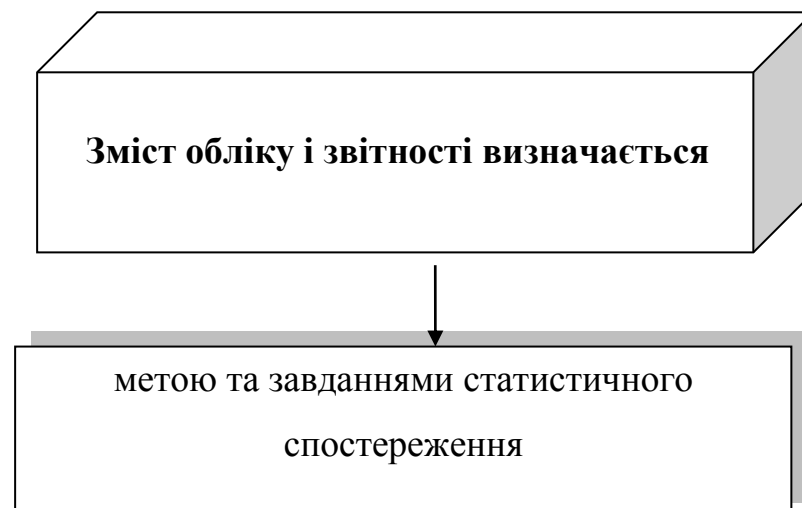 Зміст обліку і звітності визначається
метою та завданнями статистичного
спостереження